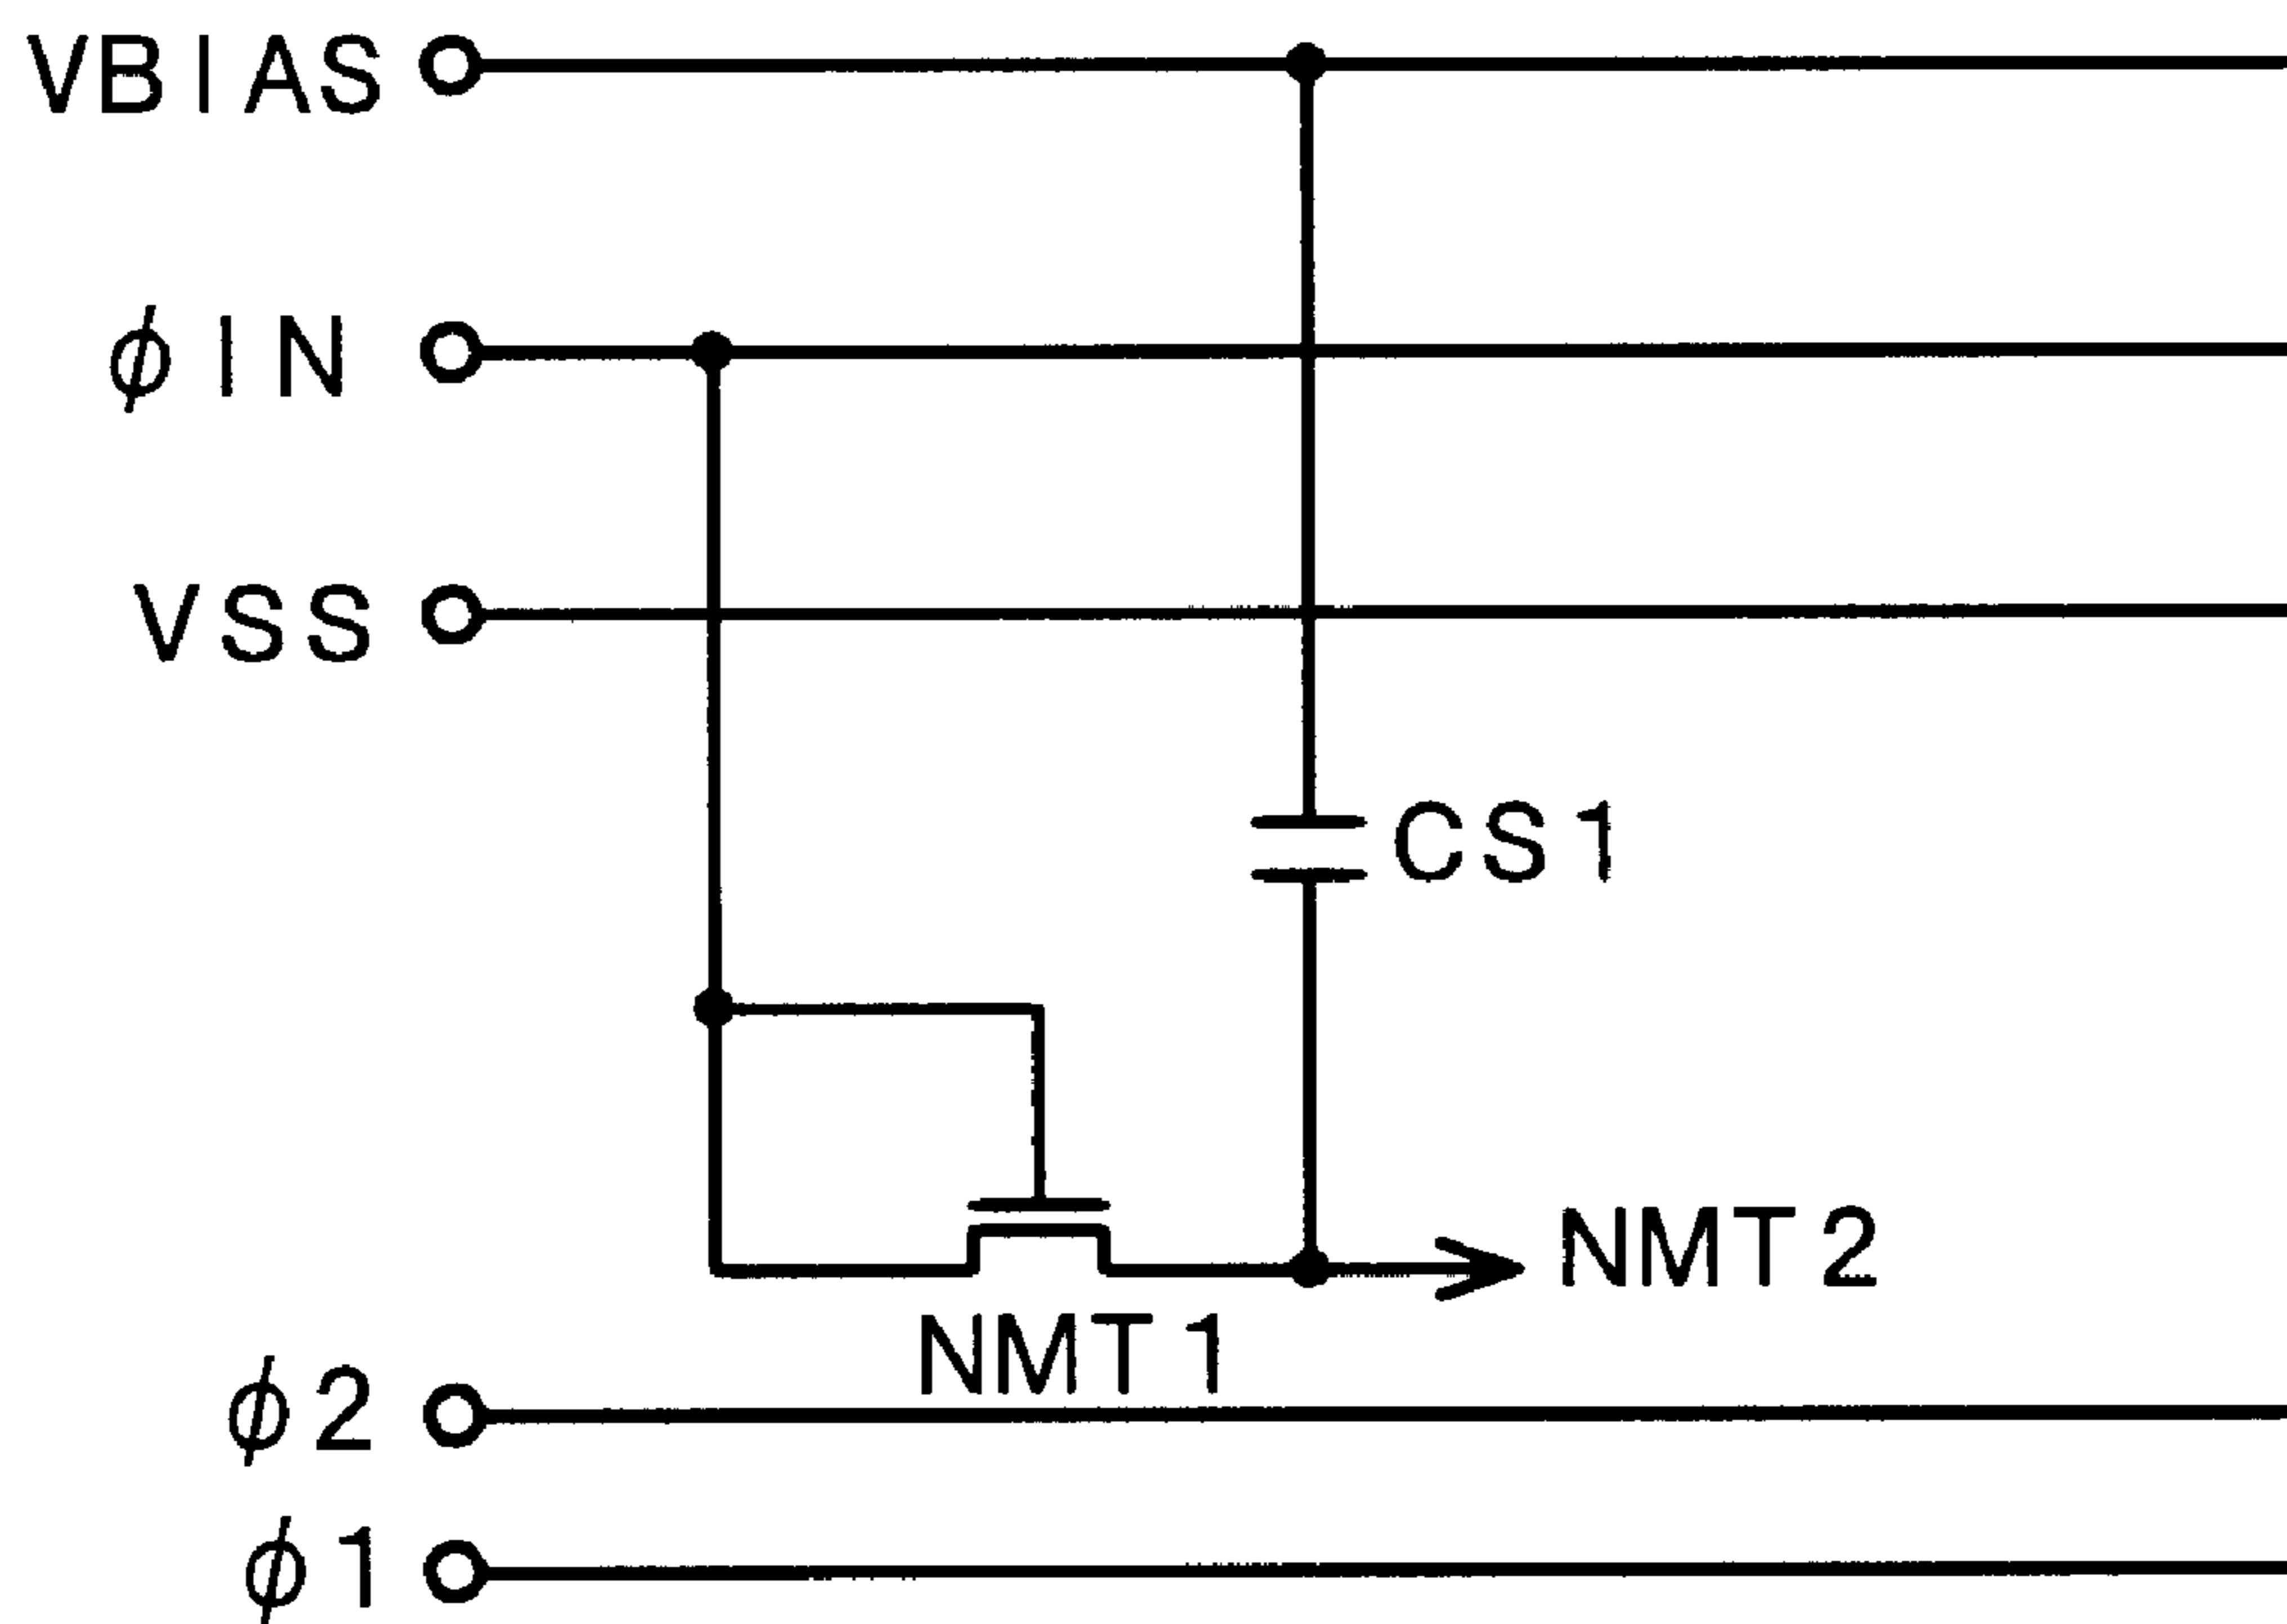 VBIAS
φIN
VSS
CS1
NMT2
NMT1
φ2
φ1